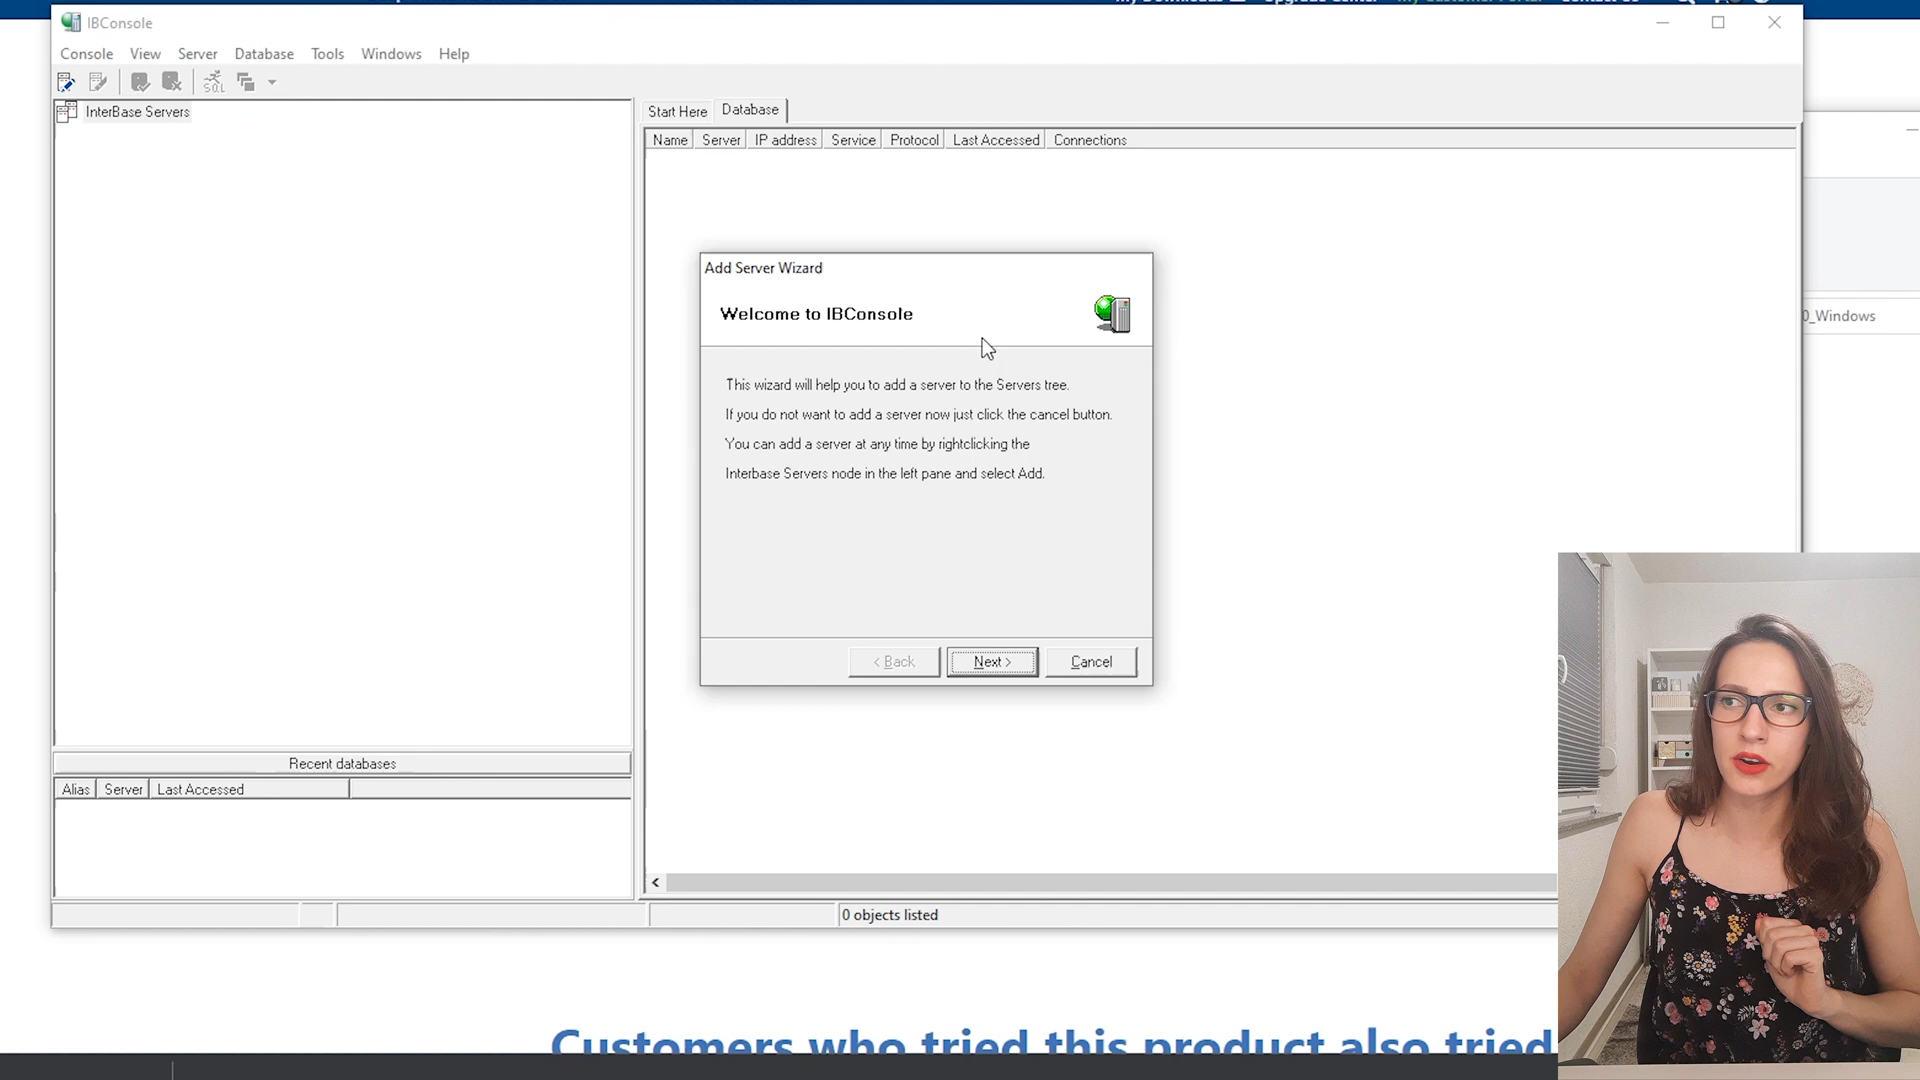 IBConsole
Console View Server Database Tools Windows Help
SQL
InterBase Servers
Start Here Database
Name Server IP address Service Protocol Last Accessed Connections
Add Server Wizard
Welcome to IBConsole
0_Windows
This wizard will help you to add a server to the Servers tree.
If you do not want to add a server now just click the cancel button.
You can add a server at any time by rightclicking the
Interbase Servers node in the left pane and select Add.
< Back Next > Cancel
Recent databases
Alias Server Last Accessed
0 objects listed
Customers who tried this product also tried